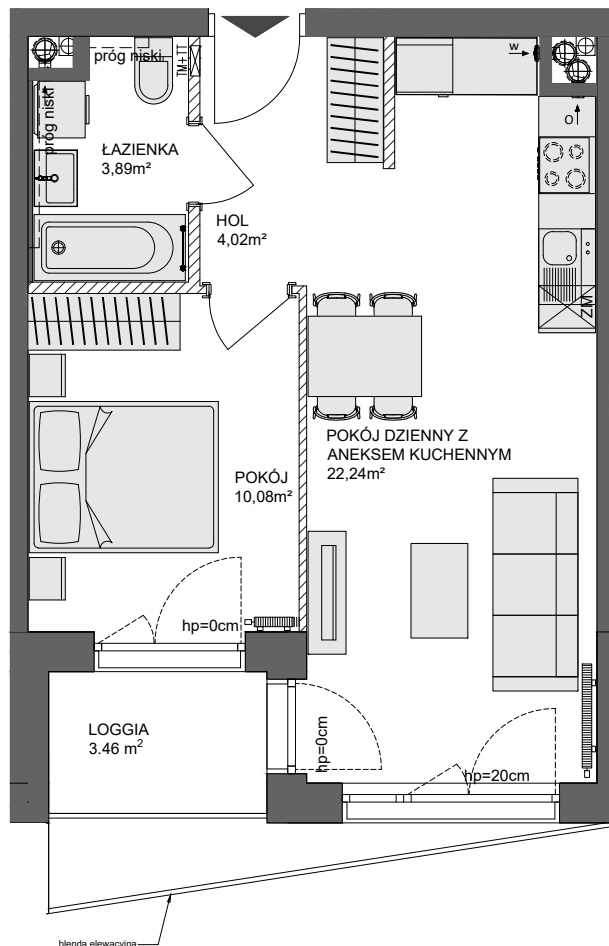 próg niski
TM+TT
w
próg niski
O
ŁAZIENKA
3,89m²
HOL
4,02m²
ZM
POKÓJ DZIENNY Z
ANEKSEM KUCHENNYM
22,24m²
POKÓJ
10,08m²
hp=0cm
LOGGIA
3.46 m²
hp=0cm
hp=20cm
blenda elewacyjna